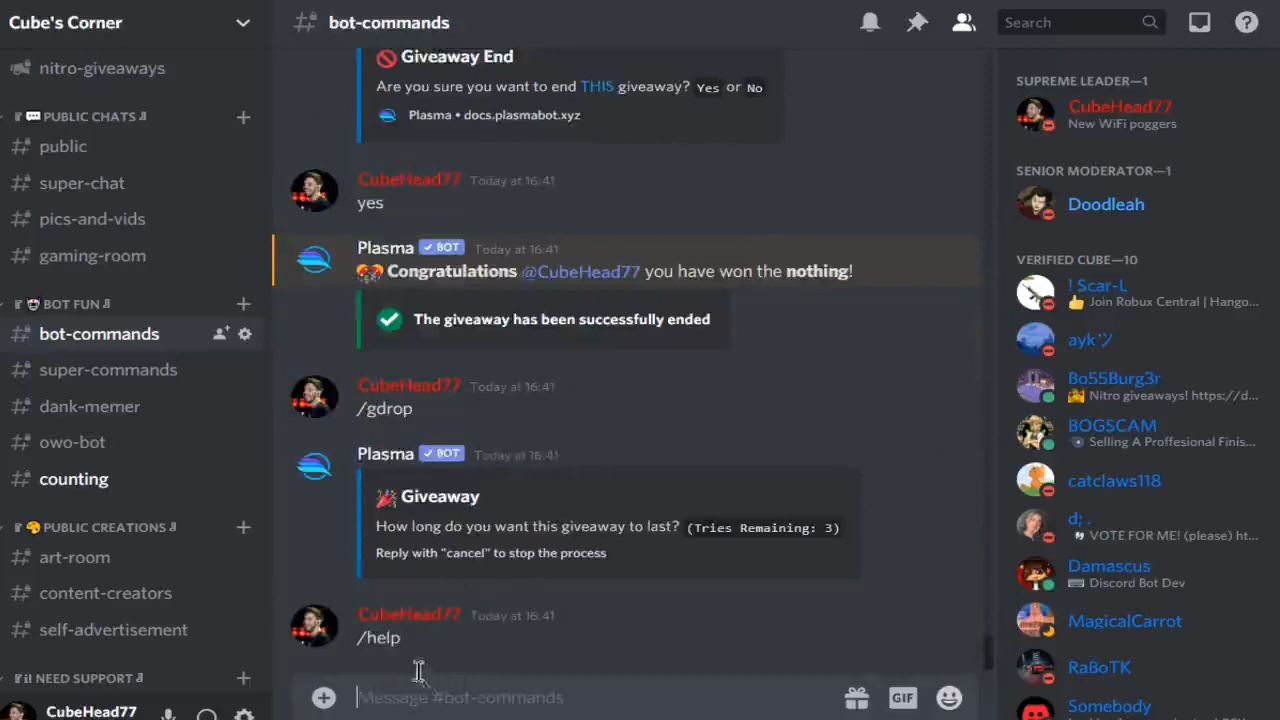 Cube's Corner
nitro-giveaways
PUBLIC CHATS
public
super-chat
pics-and-vids
gaming-room
BOT FUN
bot-commands
super-commands
dank-memer
owo-bot
counting
PUBLIC CREATIONS
art-room
content-creators
self-advertisement
NEED SUPPORT
CubeHead77
bot-commands
Search
Giveaway End
Are you sure you want to end THIS giveaway? Yes or No
Plasma • docs.plasmabot.xyz
CubeHead77 Today at 16:41
yes
Plasma BOT Today at 16:41
Congratulations @CubeHead77 you have won the nothing!
The giveaway has been successfully ended
CubeHead77 Today at 16:41
/gdrop
Plasma BOT Today at 16:41
Giveaway
How long do you want this giveaway to last? (Tries Remaining: 3)
Reply with "cancel" to stop the process
CubeHead77 Today at 16:41
/help
Message #bot-commands
GIF
SUPREME LEADER—1
CubeHead77
New WiFi poggers
SENIOR MODERATOR—1
Doodleah
VERIFIED CUBE—10
! Scar-L
Join Robux Central | Hango...
aykツ
Bo55Burg3r
Nitro giveaways! https://d...
BOGSCAM
Selling A Proffesional Finis...
catclaws118
d; .
VOTE FOR ME! (please) ht...
Damascus
Discord Bot Dev
MagicalCarrot
RaBoTK
Somebody